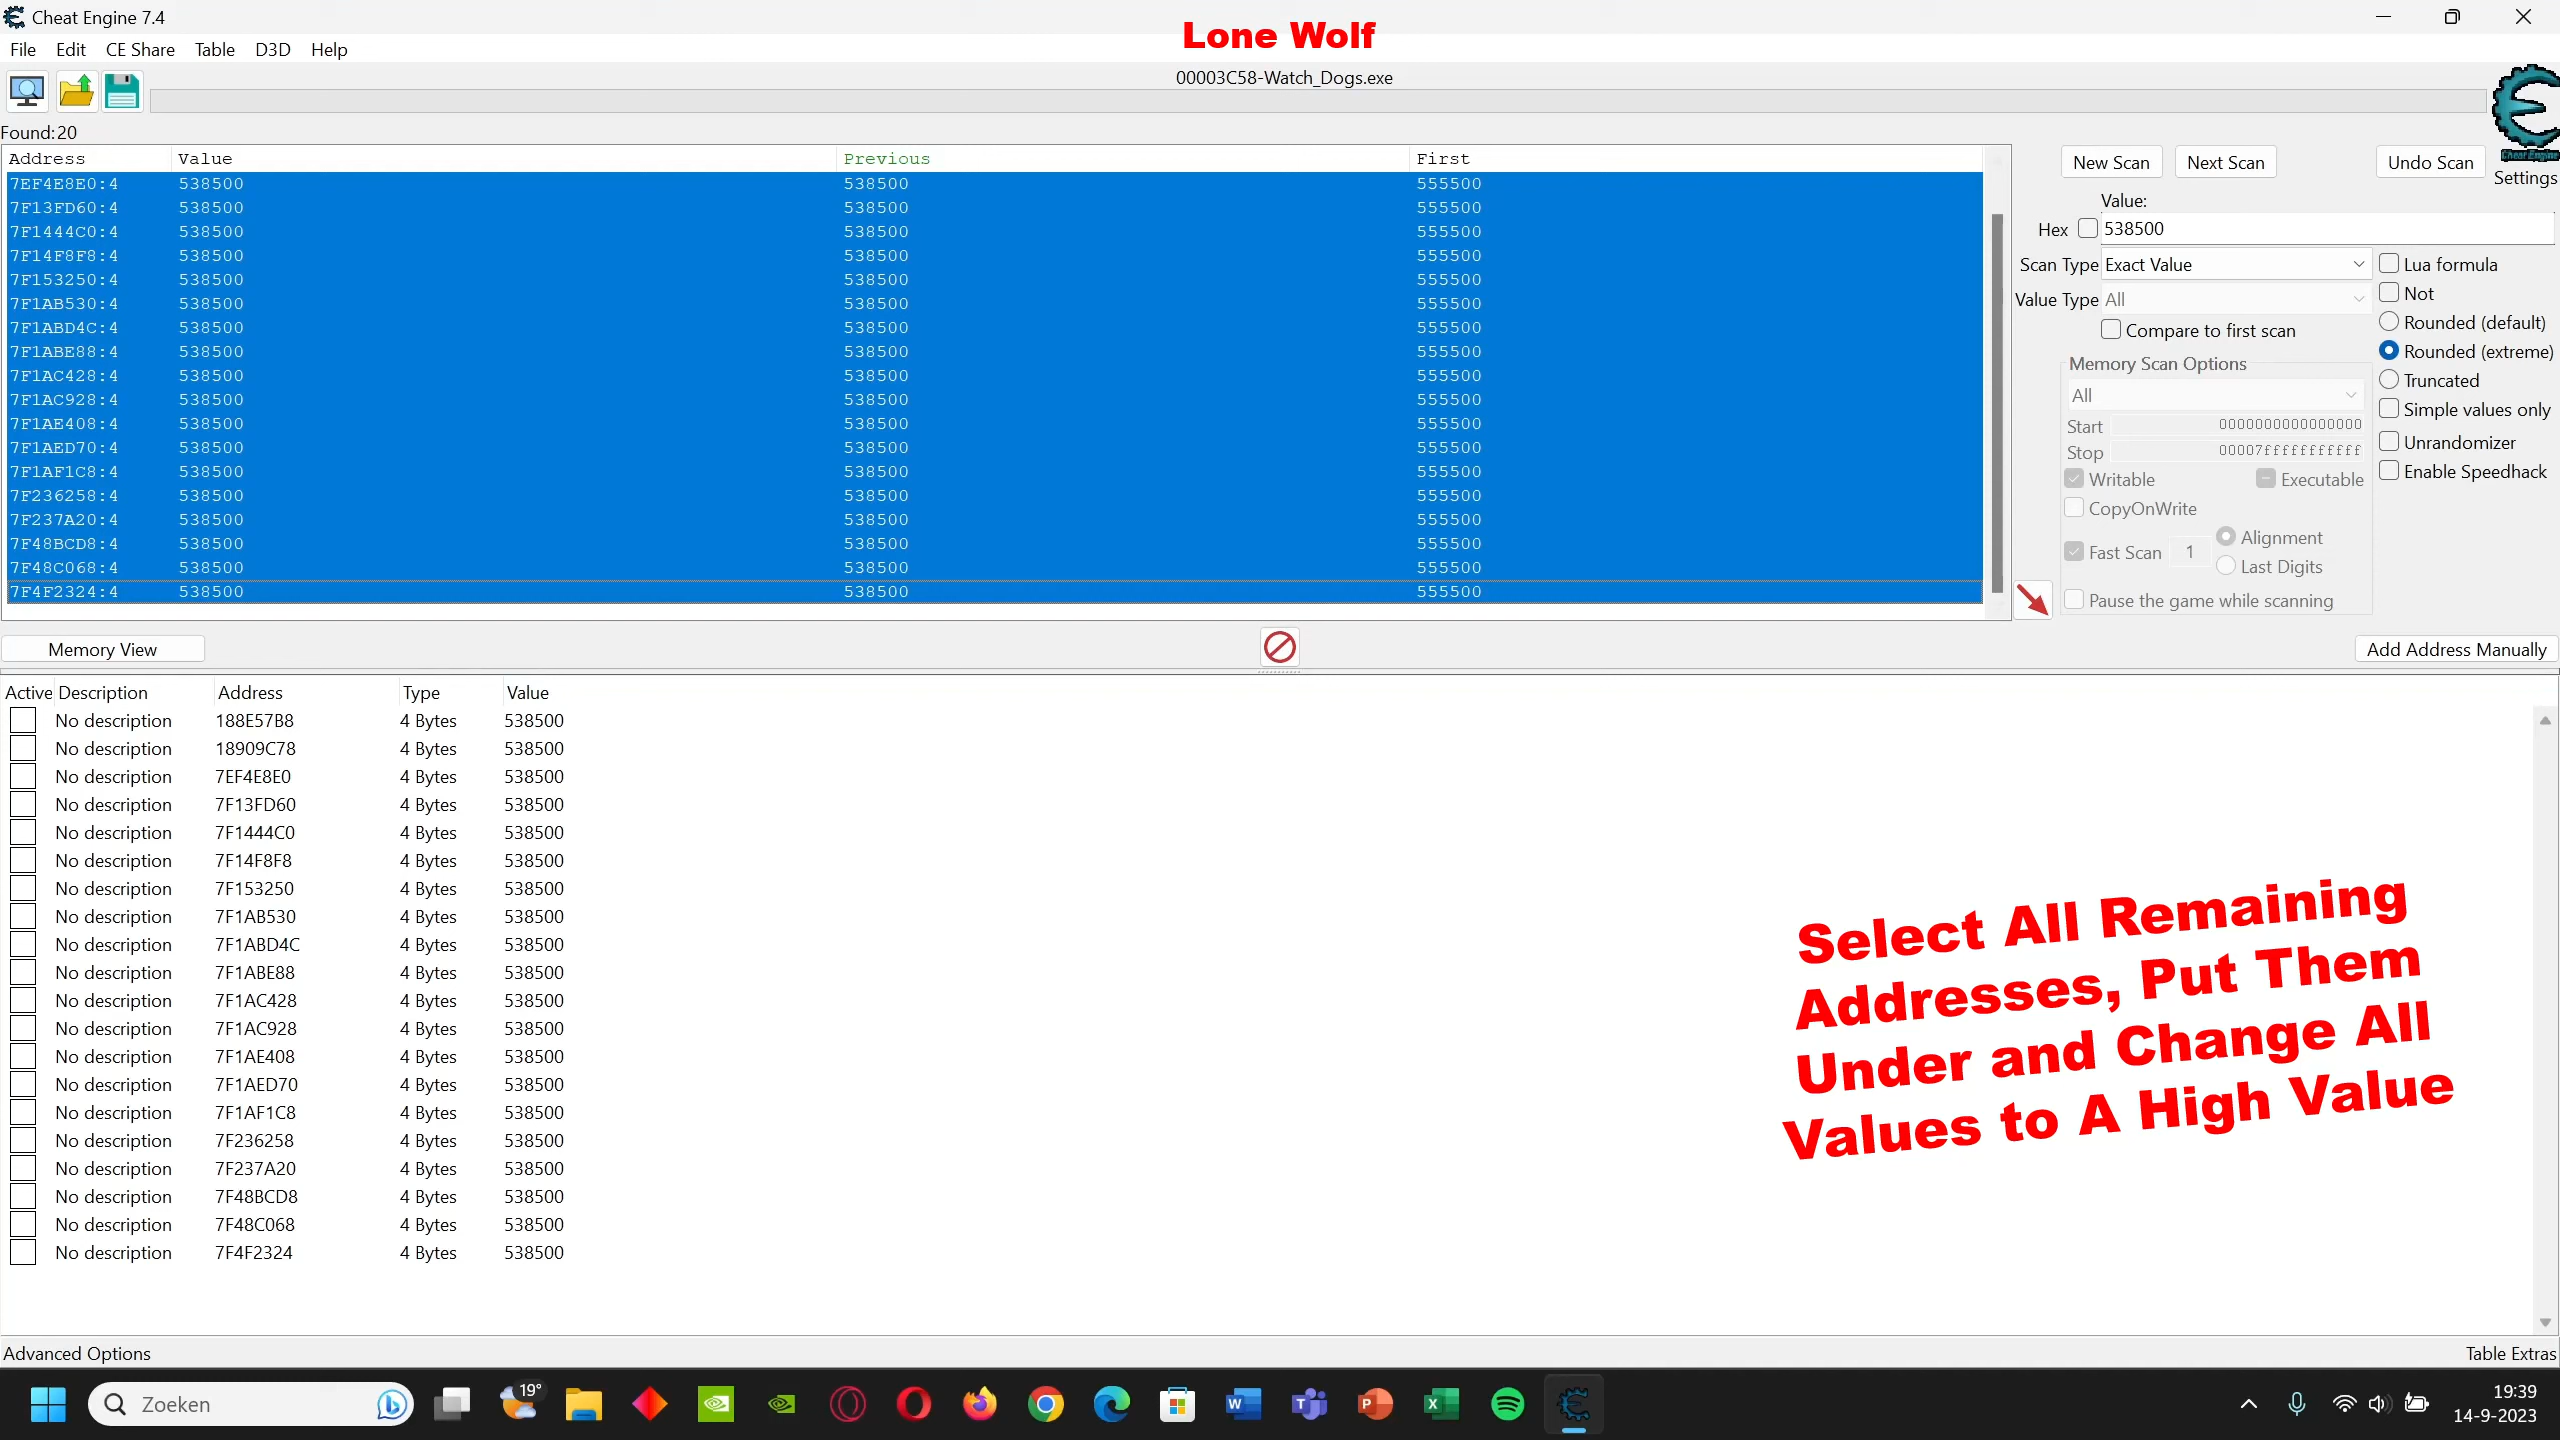 Cheat Engine 7.4
Lone Wolf
File Edit CE Share Table D3D Help
00003C58-Watch_Dogs.exe
Found:20
Address Value Previous First
7EF4E8E0:4 538500 538500 555500
7F13FD60:4 538500 538500 555500
7F1444C0:4 538500 538500 555500
7F14F8F8:4 538500 538500 555500
7F153250:4 538500 538500 555500
7F1AB530:4 538500 538500 555500
7F1ABD4C:4 538500 538500 555500
7F1ABE88:4 538500 538500 555500
7F1AC428:4 538500 538500 555500
7F1AC928:4 538500 538500 555500
7F1AE408:4 538500 538500 555500
7F1AED70:4 538500 538500 555500
7F1AF1C8:4 538500 538500 555500
7F236258:4 538500 538500 555500
7F237A20:4 538500 538500 555500
7F48BCD8:4 538500 538500 555500
7F48C068:4 538500 538500 555500
7F4F2324:4 538500 538500 555500
New Scan Next Scan Undo Scan
Cheat Engine
Settings
Value:
Hex 538500
Scan Type Exact Value Lua formula
Not
Value Type All
Rounded (default)
Compare to first scan
Rounded (extreme)
Memory Scan Options
Truncated
All
Simple values only
Start 0000000000000000
Unrandomizer
Stop 00007fffffffffff
Enable Speedhack
Writable Executable
CopyOnWrite
Alignment
Fast Scan 1
Last Digits
Pause the game while scanning
Memory View Add Address Manually
Active Description Address Type Value
No description 188E57B8 4 Bytes 538500
No description 18909C78 4 Bytes 538500
No description 7EF4E8E0 4 Bytes 538500
No description 7F13FD60 4 Bytes 538500
No description 7F1444C0 4 Bytes 538500
No description 7F14F8F8 4 Bytes 538500
No description 7F153250 4 Bytes 538500
No description 7F1AB530 4 Bytes 538500
No description 7F1ABD4C 4 Bytes 538500
No description 7F1ABE88 4 Bytes 538500
No description 7F1AC428 4 Bytes 538500
No description 7F1AC928 4 Bytes 538500
No description 7F1AE408 4 Bytes 538500
No description 7F1AED70 4 Bytes 538500
No description 7F1AF1C8 4 Bytes 538500
No description 7F236258 4 Bytes 538500
No description 7F237A20 4 Bytes 538500
No description 7F48BCD8 4 Bytes 538500
No description 7F48C068 4 Bytes 538500
No description 7F4F2324 4 Bytes 538500
Select All Remaining
Addresses, Put Them
Under and Change All
Values to A High Value
Advanced Options Table Extras
Zoeken
19°
19:39
14-9-2023